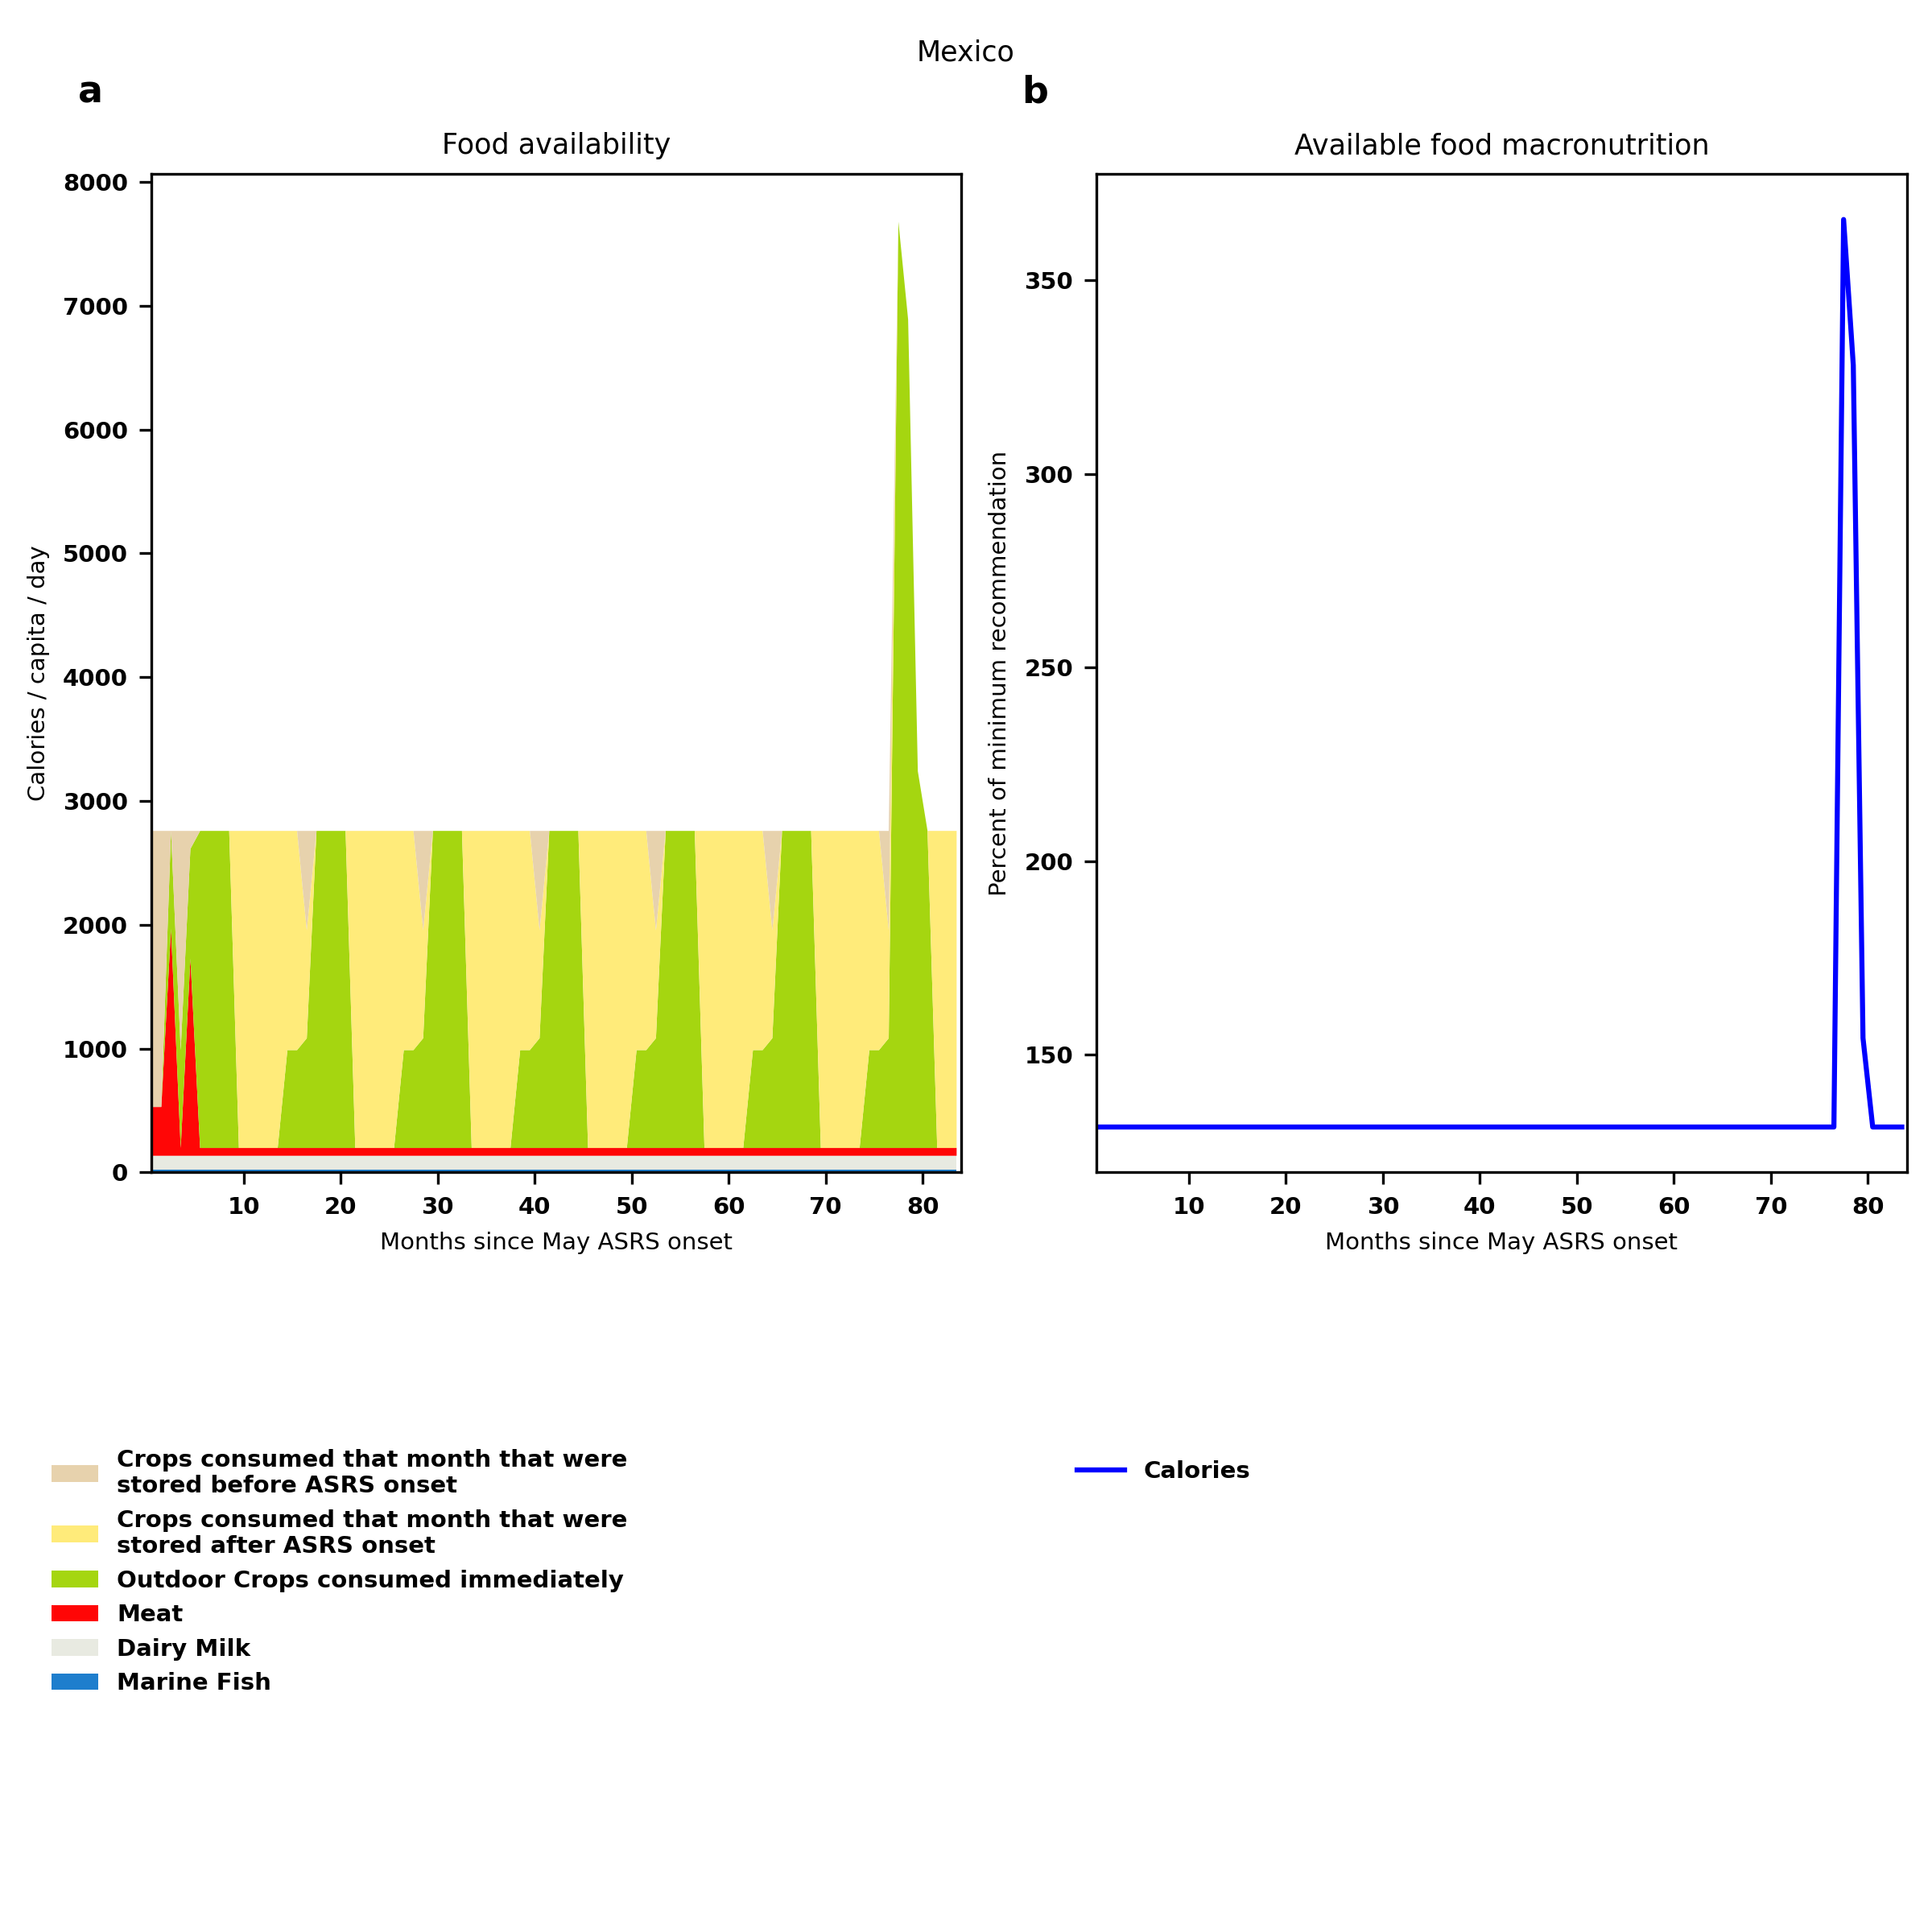 Mexico
a
Food availability
8000
7000
6000
5000
4000
3000
2000
1000
0
Calories / capita / day
10 20 30 40 50 60 70 80
Months since May ASRS onset
b
Available food macronutrition
350
300
250
200
150
Percent of minimum recommendation
10 20 30 40 50 60 70 80
Months since May ASRS onset
Crops consumed that month that were
stored before ASRS onset
Crops consumed that month that were
stored after ASRS onset
Outdoor Crops consumed immediately
Meat
Dairy Milk
Marine Fish
Calories